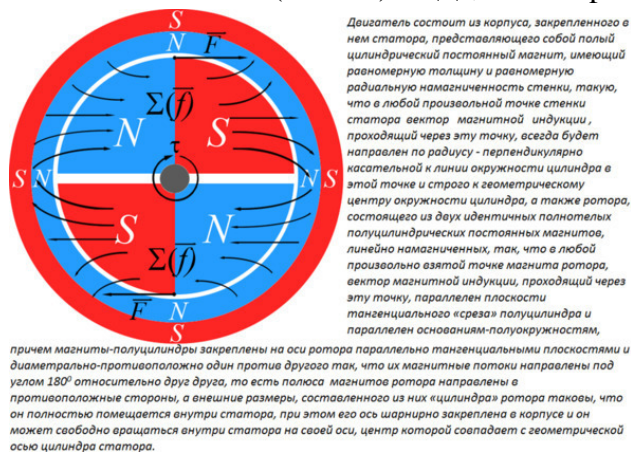 S
N
F
Σ(f)
N
S
τ
S
N
N
S
S
N
Σ(f)
F
N
S
Двигатель состоит из корпуса, закрепленного в
нем статора, представляющего собой полый
цилиндрический постоянный магнит, имеющий
равномерную толщину и равномерную
радиальную намагниченность стенки, такую,
что в любой произвольной точке стенки
статора вектор магнитной индукции ,
проходящий через эту точку, всегда будет
направлен по радиусу - перпендикулярно
касательной к линии окружности цилиндра в
этой точке и строго к геометрическому
центру окружности цилиндра, а также ротора,
состоящего из двух идентичных полнотелых
полуцилиндрических постоянных магнитов,
линейно намагниченных, так, что в любой
произвольно взятой точке магнита ротора,
вектор магнитной индукции, проходящий через
эту точку, параллелен плоскости
тангенциального «среза» полуцилиндра и
параллелен основаниям-полуокружностям,
причем магниты-полуцилиндры закреплены на оси ротора параллельно тангенциальными плоскостями и
диаметрально-противоположно один против другого так, что их магнитные потоки направлены под
углом 180⁰ относительно друг друга, то есть полюса магнитов ротора направлены в
противоположные стороны, а внешние размеры, составленного из них «цилиндра» ротора таковы, что
он полностью помещается внутри статора, при этом его ось шарнирно закреплена в корпусе и он
может свободно вращаться внутри статора на своей оси, центр которой совпадает с геометрической
осью цилиндра статора.